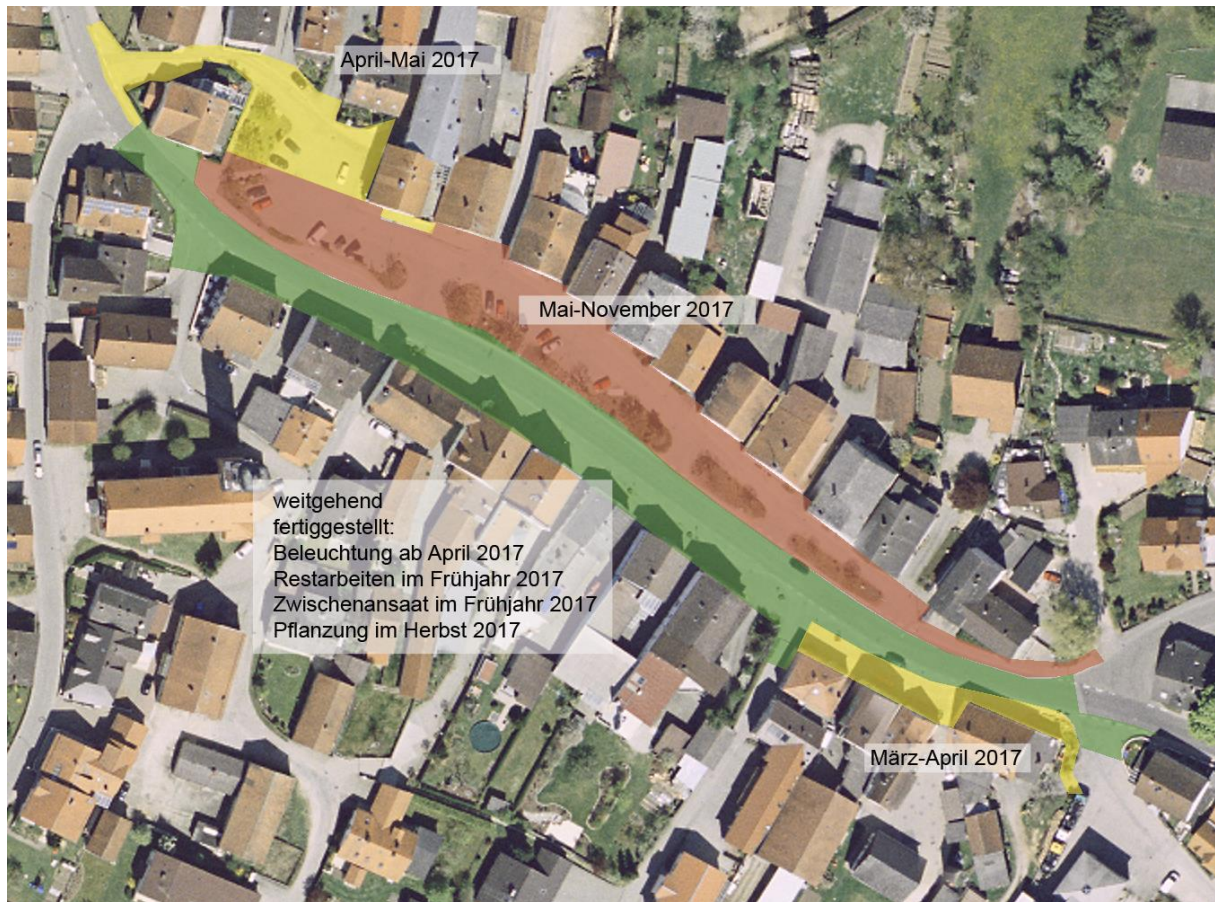 April-Mai 2017
Mai-November 2017
weitgehend
fertiggestellt:
Beleuchtung ab April 2017
Restarbeiten im Frühjahr 2017
Zwischenansaat im Frühjahr 2017
Pflanzung im Herbst 2017
März-April 2017